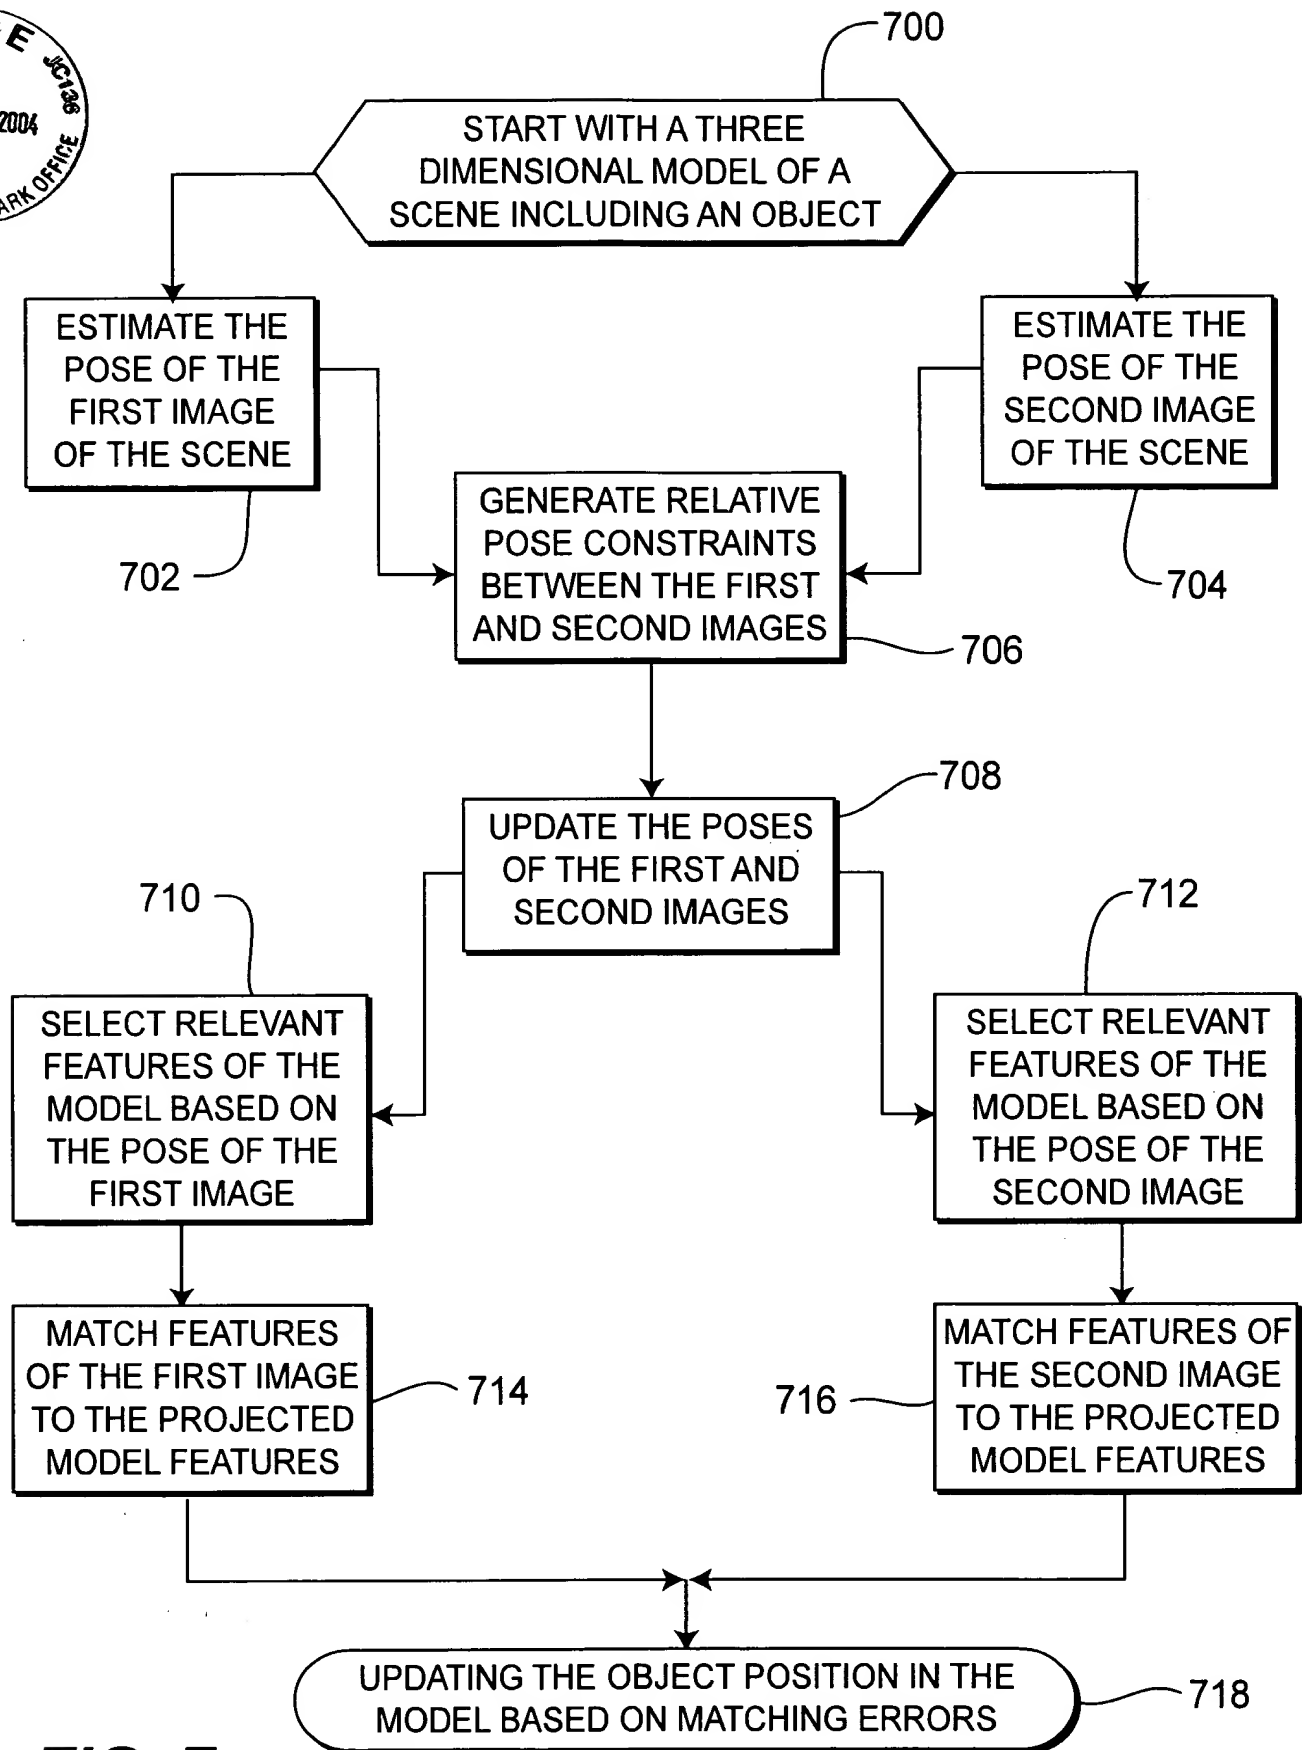 E JC136
2004
ARK OFFICE
700
START WITH A THREE
DIMENSIONAL MODEL OF A
SCENE INCLUDING AN OBJECT
ESTIMATE THE
POSE OF THE
FIRST IMAGE
OF THE SCENE
702
ESTIMATE THE
POSE OF THE
SECOND IMAGE
OF THE SCENE
704
GENERATE RELATIVE
POSE CONSTRAINTS
BETWEEN THE FIRST
AND SECOND IMAGES
706
708
UPDATE THE POSES
OF THE FIRST AND
SECOND IMAGES
710
SELECT RELEVANT
FEATURES OF THE
MODEL BASED ON
THE POSE OF THE
FIRST IMAGE
712
SELECT RELEVANT
FEATURES OF THE
MODEL BASED ON
THE POSE OF THE
SECOND IMAGE
MATCH FEATURES
OF THE FIRST IMAGE
TO THE PROJECTED
MODEL FEATURES
714
MATCH FEATURES OF
THE SECOND IMAGE
TO THE PROJECTED
MODEL FEATURES
716
UPDATING THE OBJECT POSITION IN THE
MODEL BASED ON MATCHING ERRORS
718